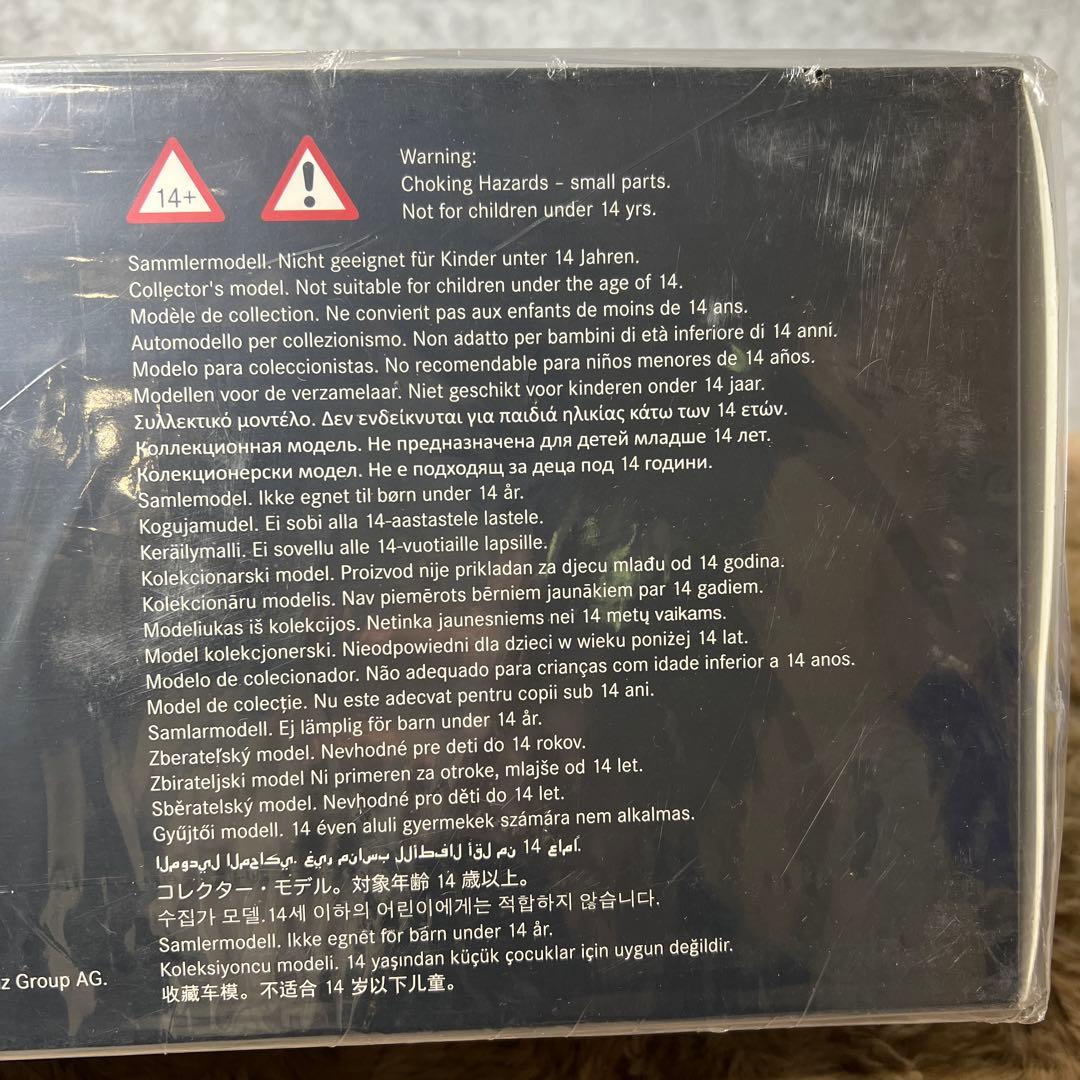 14+
!
Warning:
Choking Hazards – small parts.
Not for children under 14 yrs.
Sammlermodell. Nicht geeignet für Kinder unter 14 Jahren.
Collector's model. Not suitable for children under the age of 14.
Modèle de collection. Ne convient pas aux enfants de moins de 14 ans.
Automodello per collezionismo. Non adatto per bambini di età inferiore di 14 anni.
Modelo para coleccionistas. No recomendable para niños menores de 14 años.
Modellen voor de verzamelaar. Niet geschikt voor kinderen onder 14 jaar.
Συλλεκτικό μοντέλο. Δεν ενδείκνυται για παιδιά ηλικίας κάτω των 14 ετών.
Коллекционная модель. Не предназначена для детей младше 14 лет.
Колекционерски модел. Не е подходящ за деца под 14 години.
Samlemodel. Ikke egnet til børn under 14 år.
Kogujamudel. Ei sobi alla 14-aastastele lastele.
Keräilymalli. Ei sovellu alle 14-vuotiaille lapsille.
Kolekcionarski model. Proizvod nije prikladan za djecu mlađu od 14 godina.
Kolekcionāru modelis. Nav piemērots bērniem jaunākiem par 14 gadiem.
Modeliukas iš kolekcijos. Netinka jaunesniems nei 14 metų vaikams.
Model kolekcjonerski. Nieodpowiedni dla dzieci w wieku poniżej 14 lat.
Modelo de colecionador. Não adequado para crianças com idade inferior a 14 anos.
Model de colecție. Nu este adecvat pentru copii sub 14 ani.
Samlarmodell. Ej lämplig för barn under 14 år.
Zberateľský model. Nevhodné pre deti do 14 rokov.
Zbirateljski model Ni primeren za otroke, mlajše od 14 let.
Sběratelský model. Nevhodné pro děti do 14 let.
Gyűjtői modell. 14 éven aluli gyermekek számára nem alkalmas.
الموديل المحاكي. غير مناسب للأطفال أقل من 14 عاما.
コレクター・モデル。対象年齢 14 歳以上。
수집가 모델.14세 이하의 어린이에게는 적합하지 않습니다.
Samlermodell. Ikke egnet for barn under 14 år.
Koleksiyoncu modeli. 14 yaşından küçük çocuklar için uygun değildir.
收藏车模。不适合 14 岁以下儿童。
z Group AG.